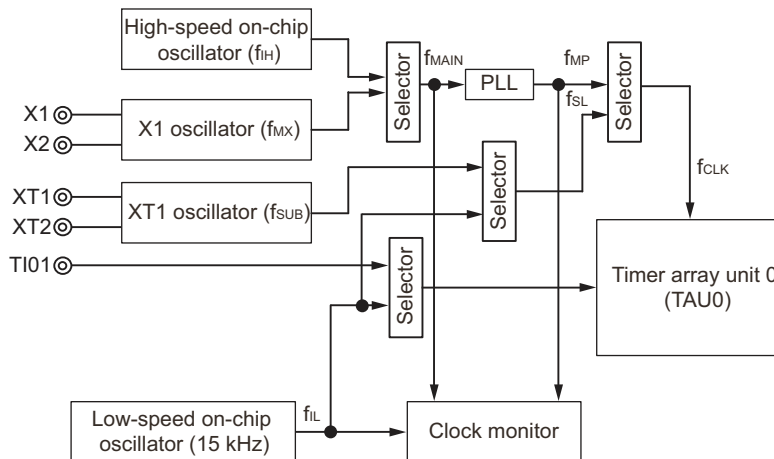 High-speed on-chip
oscillator (fIH)
Selector
fMAIN
PLL
fMP
fSL
Selector
X1
X2
X1 oscillator (fMX)
XT1
XT2
XT1 oscillator (fSUB)
Selector
fCLK
TI01
Selector
Timer array unit 0
(TAU0)
Low-speed on-chip
oscillator (15 kHz)
fIL
Clock monitor